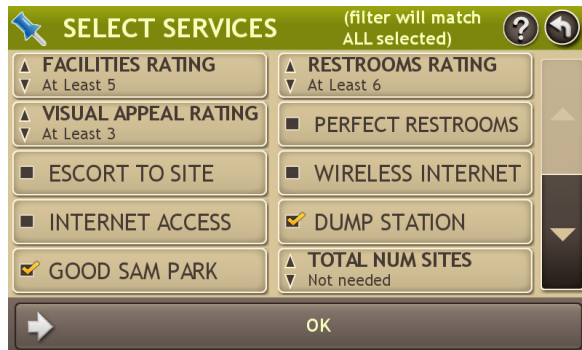 SELECT SERVICES
(filter will match
ALL selected)
?
FACILITIES RATING
At Least 5
RESTROOMS RATING
At Least 6
VISUAL APPEAL RATING
At Least 3
PERFECT RESTROOMS
ESCORT TO SITE
WIRELESS INTERNET
INTERNET ACCESS
DUMP STATION
GOOD SAM PARK
TOTAL NUM SITES
Not needed
OK